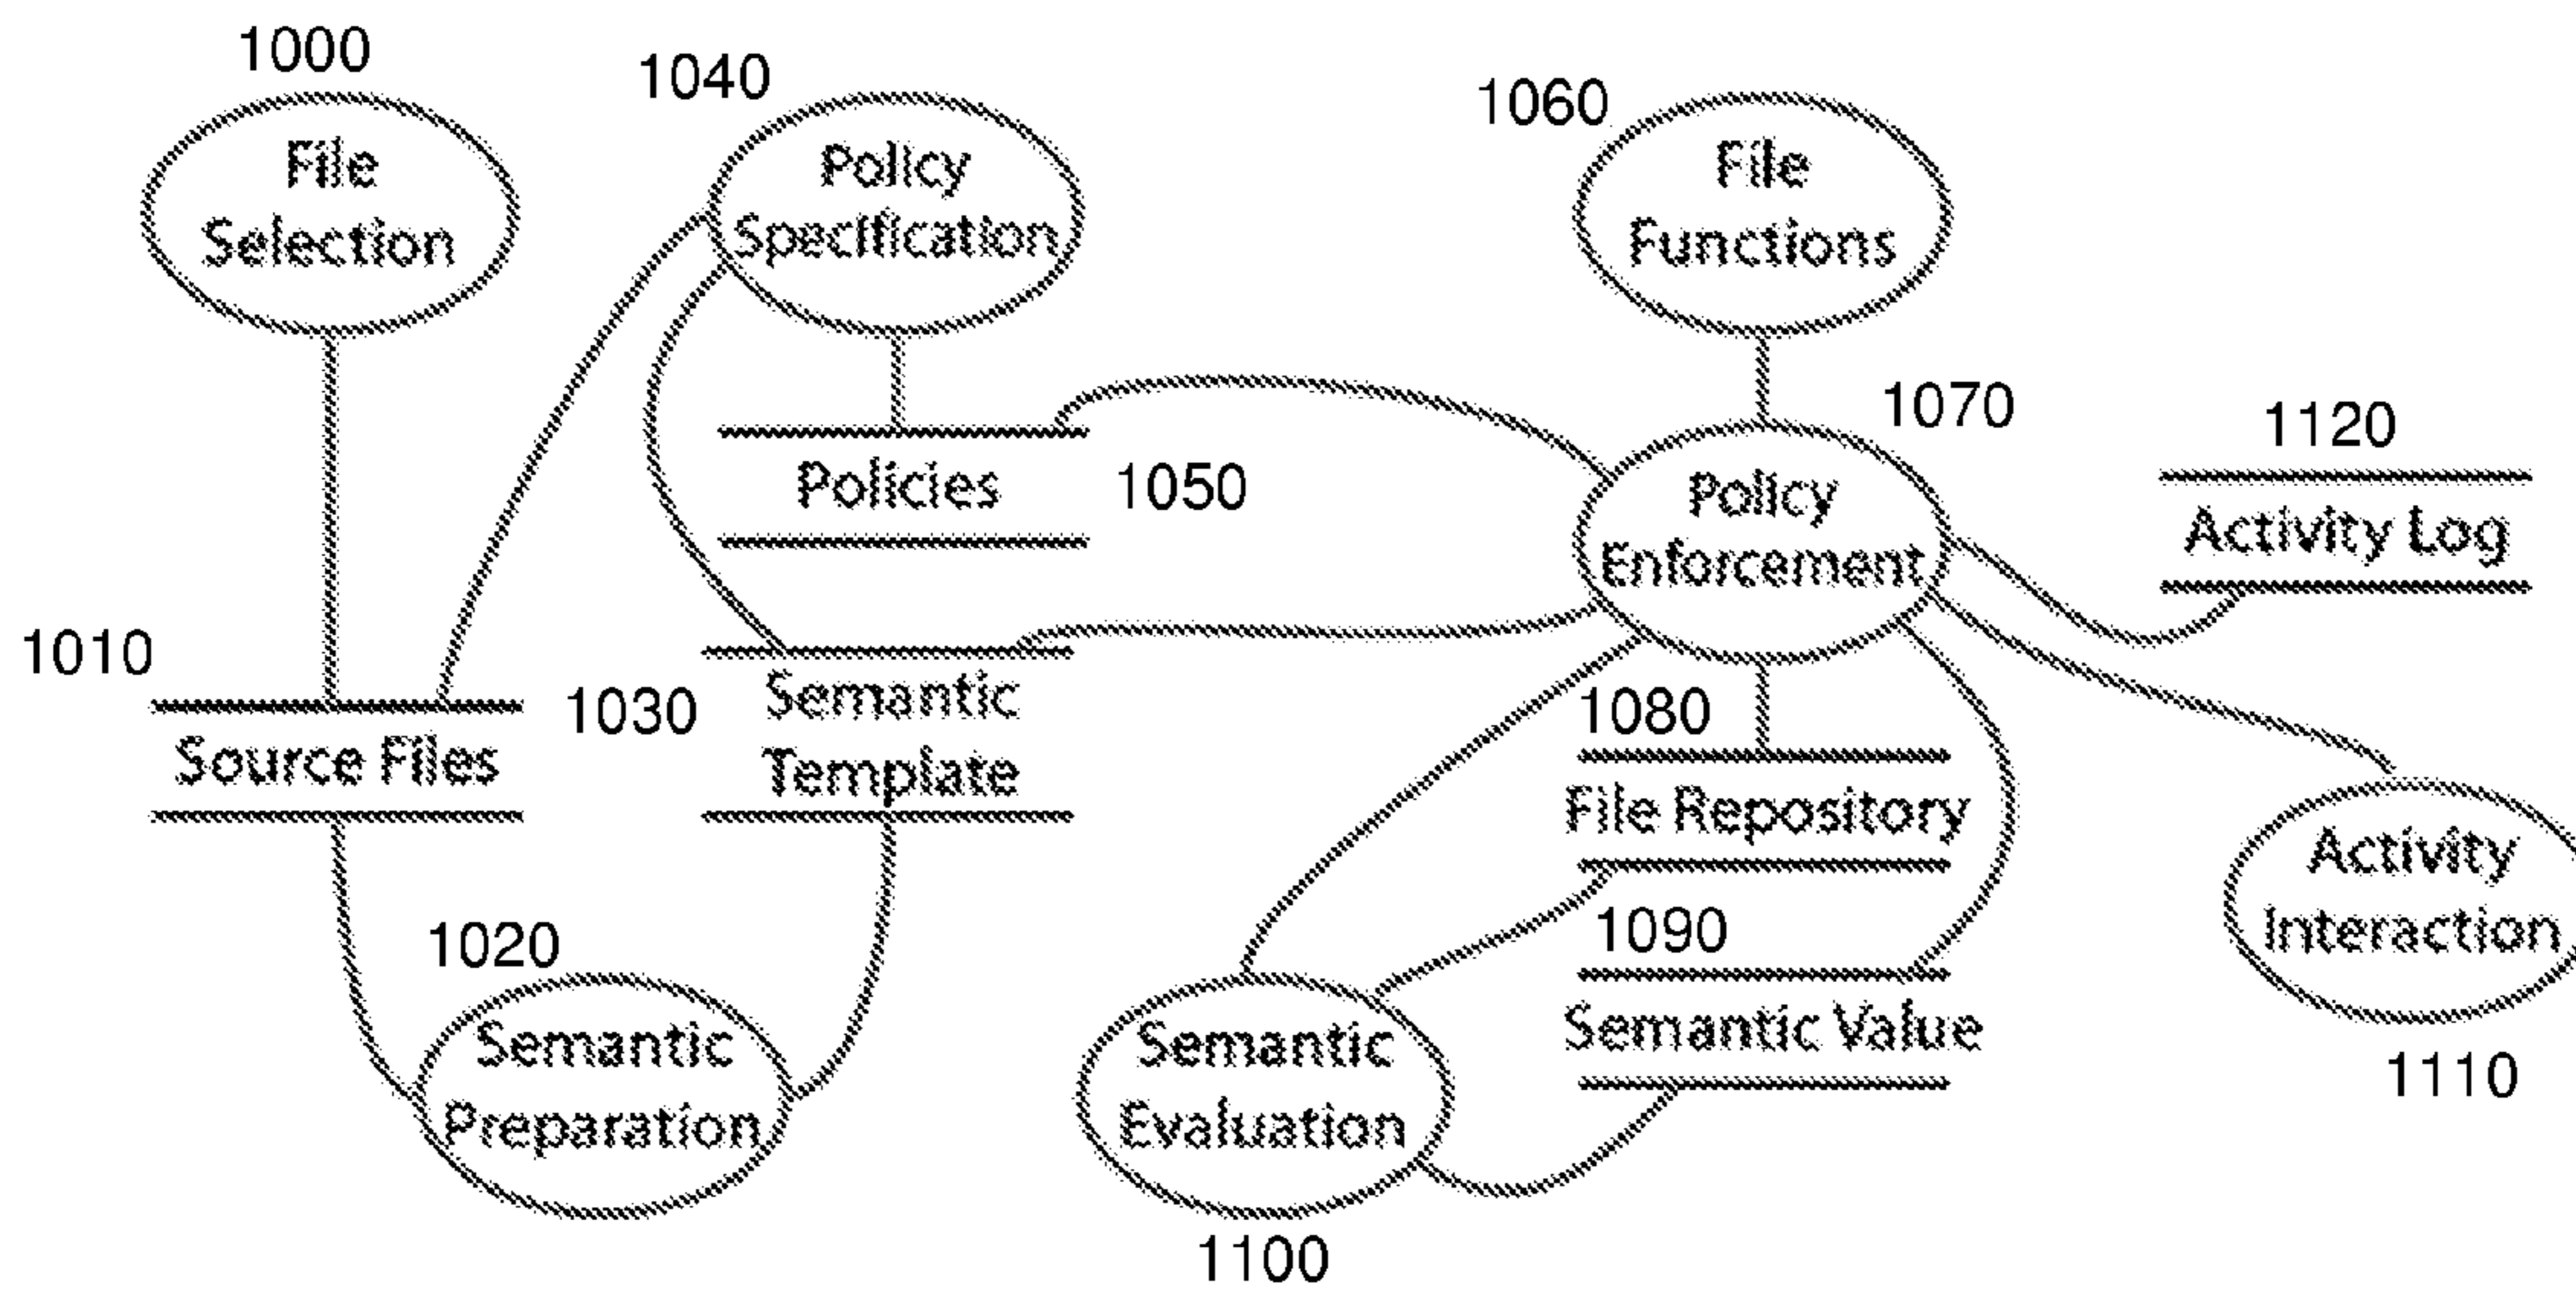 1000
File
Selection
1040
Policy
Specification
1060
File
Functions
1070
Policy
Enforcement
1120
Activity Log
Policies
1050
1010
Source Files
1030
Semantic
Template
1080
File Repository
1090
Semantic Value
Activity
Interaction
1110
1020
Semantic
Preparation
Semantic
Evaluation
1100